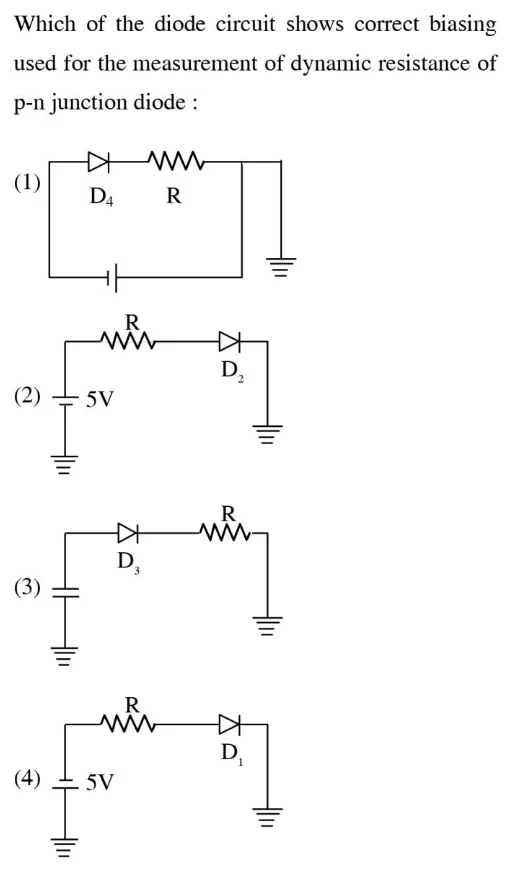 Which of the diode circuit shows correct biasing
used for the measurement of dynamic resistance of
p-n junction diode :
(1)
D4 R
R
D2
(2) 5V
R
D3
(3)
R
D1
(4) 5V